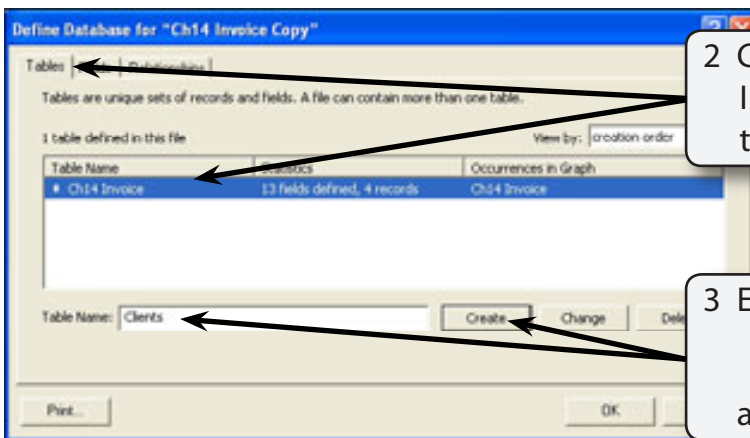 Define Database for "Ch14 Invoice Copy"
Tables
Tables are unique sets of records and fields. A file can contain more than one table.
1 table defined in this file
View by: creation order
Table Name Statistics Occurrences in Graph
Ch14 Invoice 13 fields defined, 4 records Ch14 Invoice
Table Name: Clients Create Change Dele
Print... OK
2 C
I
t
3 E
a